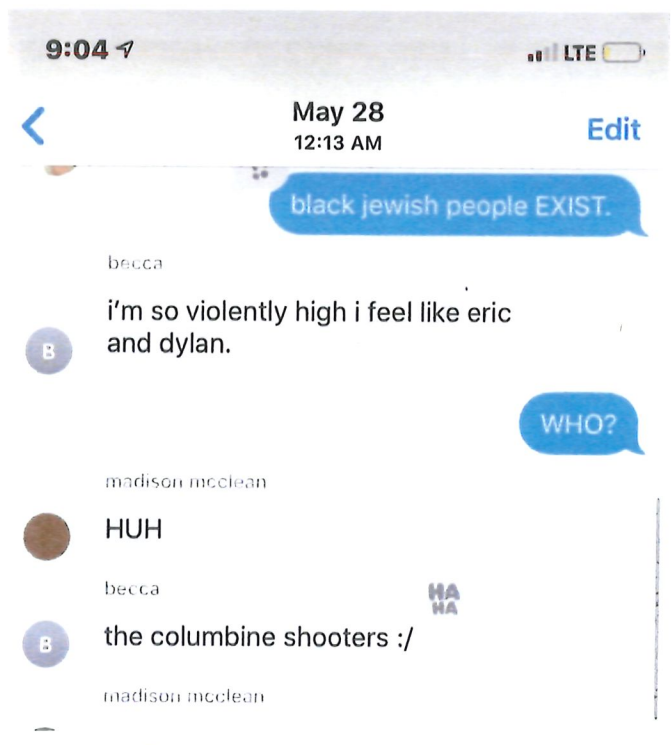 9:04
LTE
May 28
12:13 AM
Edit
black jewish people EXIST.
becca
i'm so violently high i feel like eric
and dylan.
B
WHO?
madison mcclean
HUH
becca
HA
HA
the columbine shooters :/
B
madison mcclean